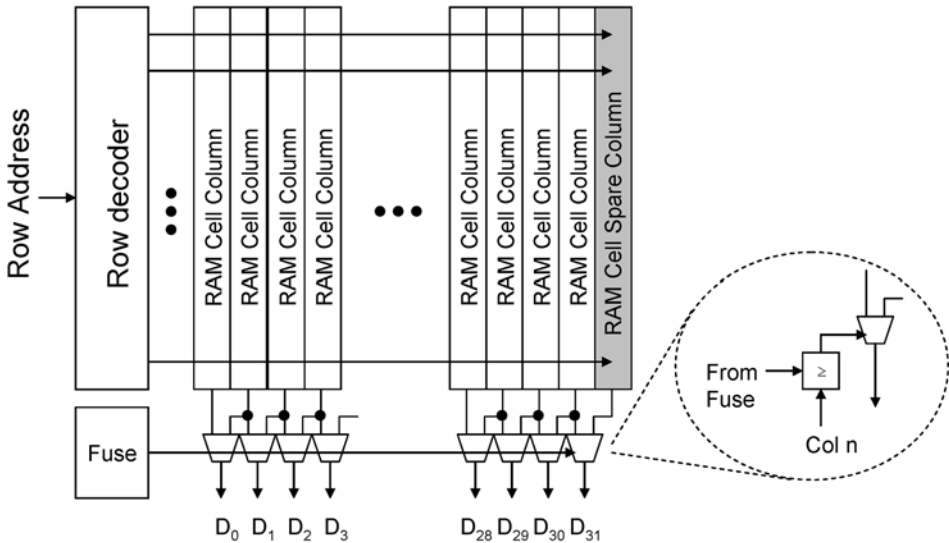 Row Address
Row decoder
RAM Cell Column
RAM Cell Column
RAM Cell Column
RAM Cell Column
RAM Cell Column
RAM Cell Column
RAM Cell Column
RAM Cell Column
RAM Cell Spare Column
Fuse
D₀ D₁ D₂ D₃ D₂₈ D₂₉ D₃₀ D₃₁
From
Fuse
≥
Col n